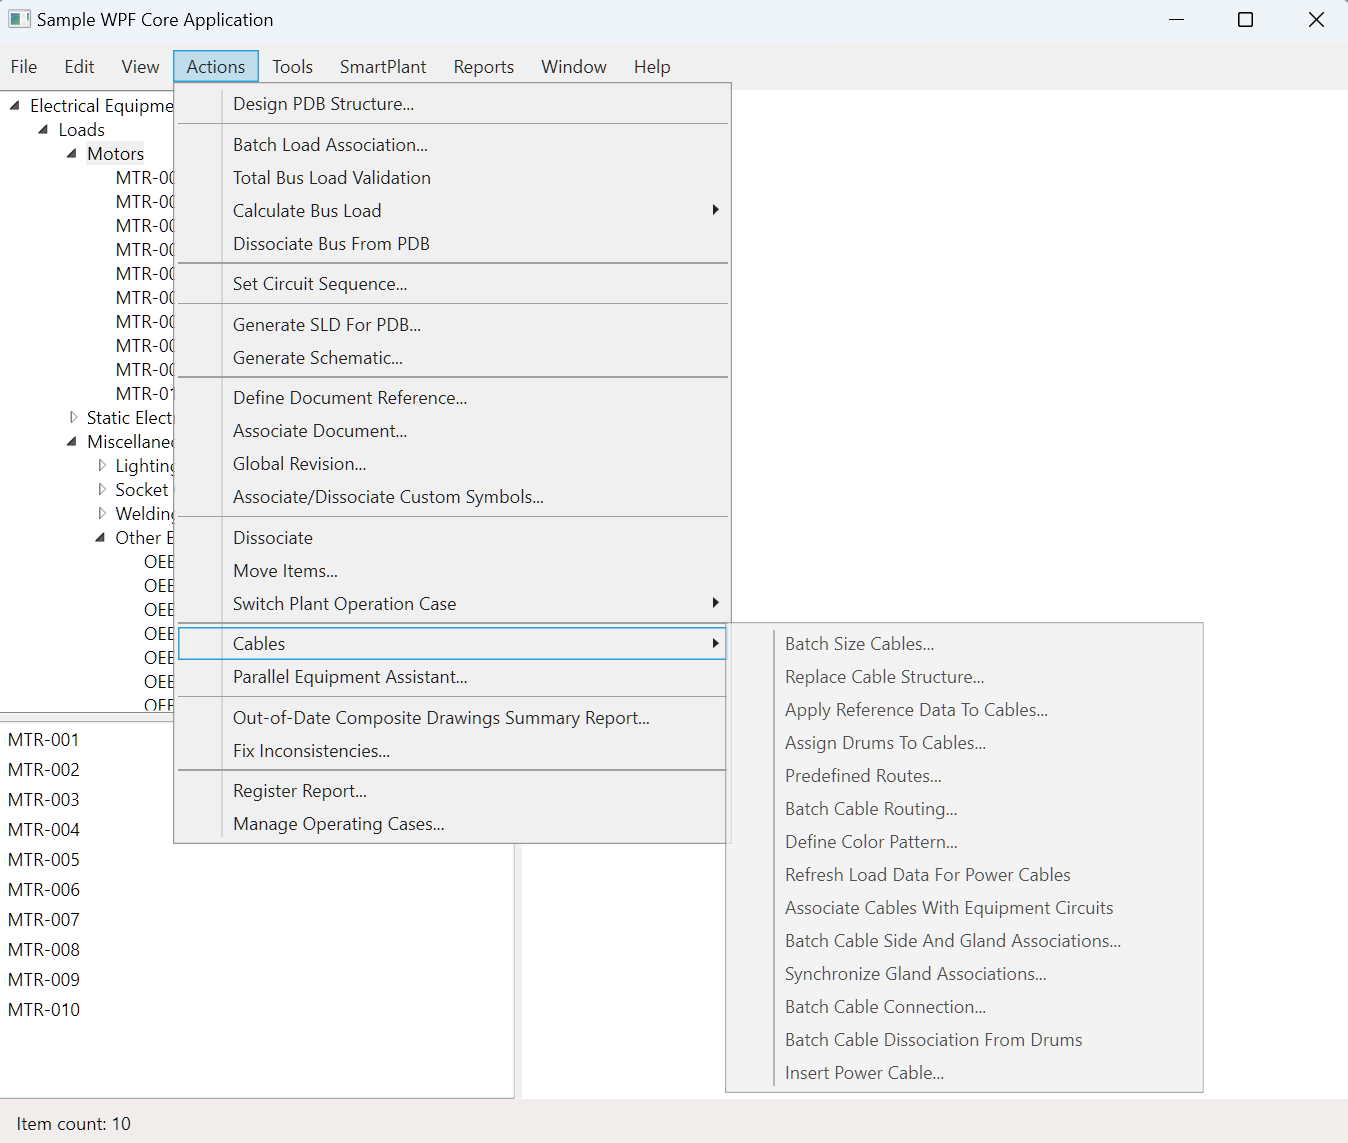 Sample WPF Core Application
File Edit View Actions Tools SmartPlant Reports Window Help
Electrical Equipme
Loads
Motors
MTR-00
MTR-00
MTR-00
MTR-00
MTR-00
MTR-00
MTR-00
MTR-00
MTR-00
MTR-01
Static Elect
Miscellane
Lighting
Socket
Welding
Other E
OEE
OEE
OEE
OEE
OEE
OEE
OEE
Design PDB Structure...
Batch Load Association...
Total Bus Load Validation
Calculate Bus Load
Dissociate Bus From PDB
Set Circuit Sequence...
Generate SLD For PDB...
Generate Schematic...
Define Document Reference...
Associate Document...
Global Revision...
Associate/Dissociate Custom Symbols...
Dissociate
Move Items...
Switch Plant Operation Case
Cables
Parallel Equipment Assistant...
Out-of-Date Composite Drawings Summary Report...
Fix Inconsistencies...
Register Report...
Manage Operating Cases...
Batch Size Cables...
Replace Cable Structure...
Apply Reference Data To Cables...
Assign Drums To Cables...
Predefined Routes...
Batch Cable Routing...
Define Color Pattern...
Refresh Load Data For Power Cables
Associate Cables With Equipment Circuits
Batch Cable Side And Gland Associations...
Synchronize Gland Associations...
Batch Cable Connection...
Batch Cable Dissociation From Drums
Insert Power Cable...
MTR-001
MTR-002
MTR-003
MTR-004
MTR-005
MTR-006
MTR-007
MTR-008
MTR-009
MTR-010
Item count: 10